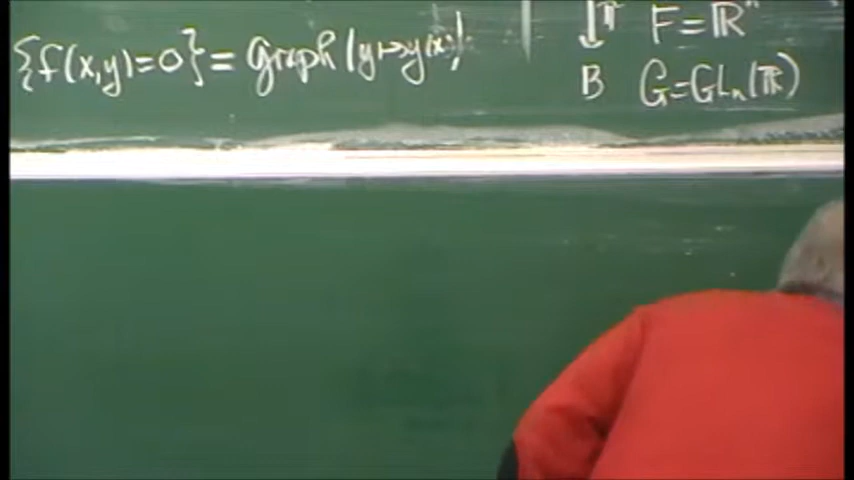 {f(x,y)=0} = Graph (y↦y(x))
↓π F=ℝⁿ
B G=GLₙ(ℝ)